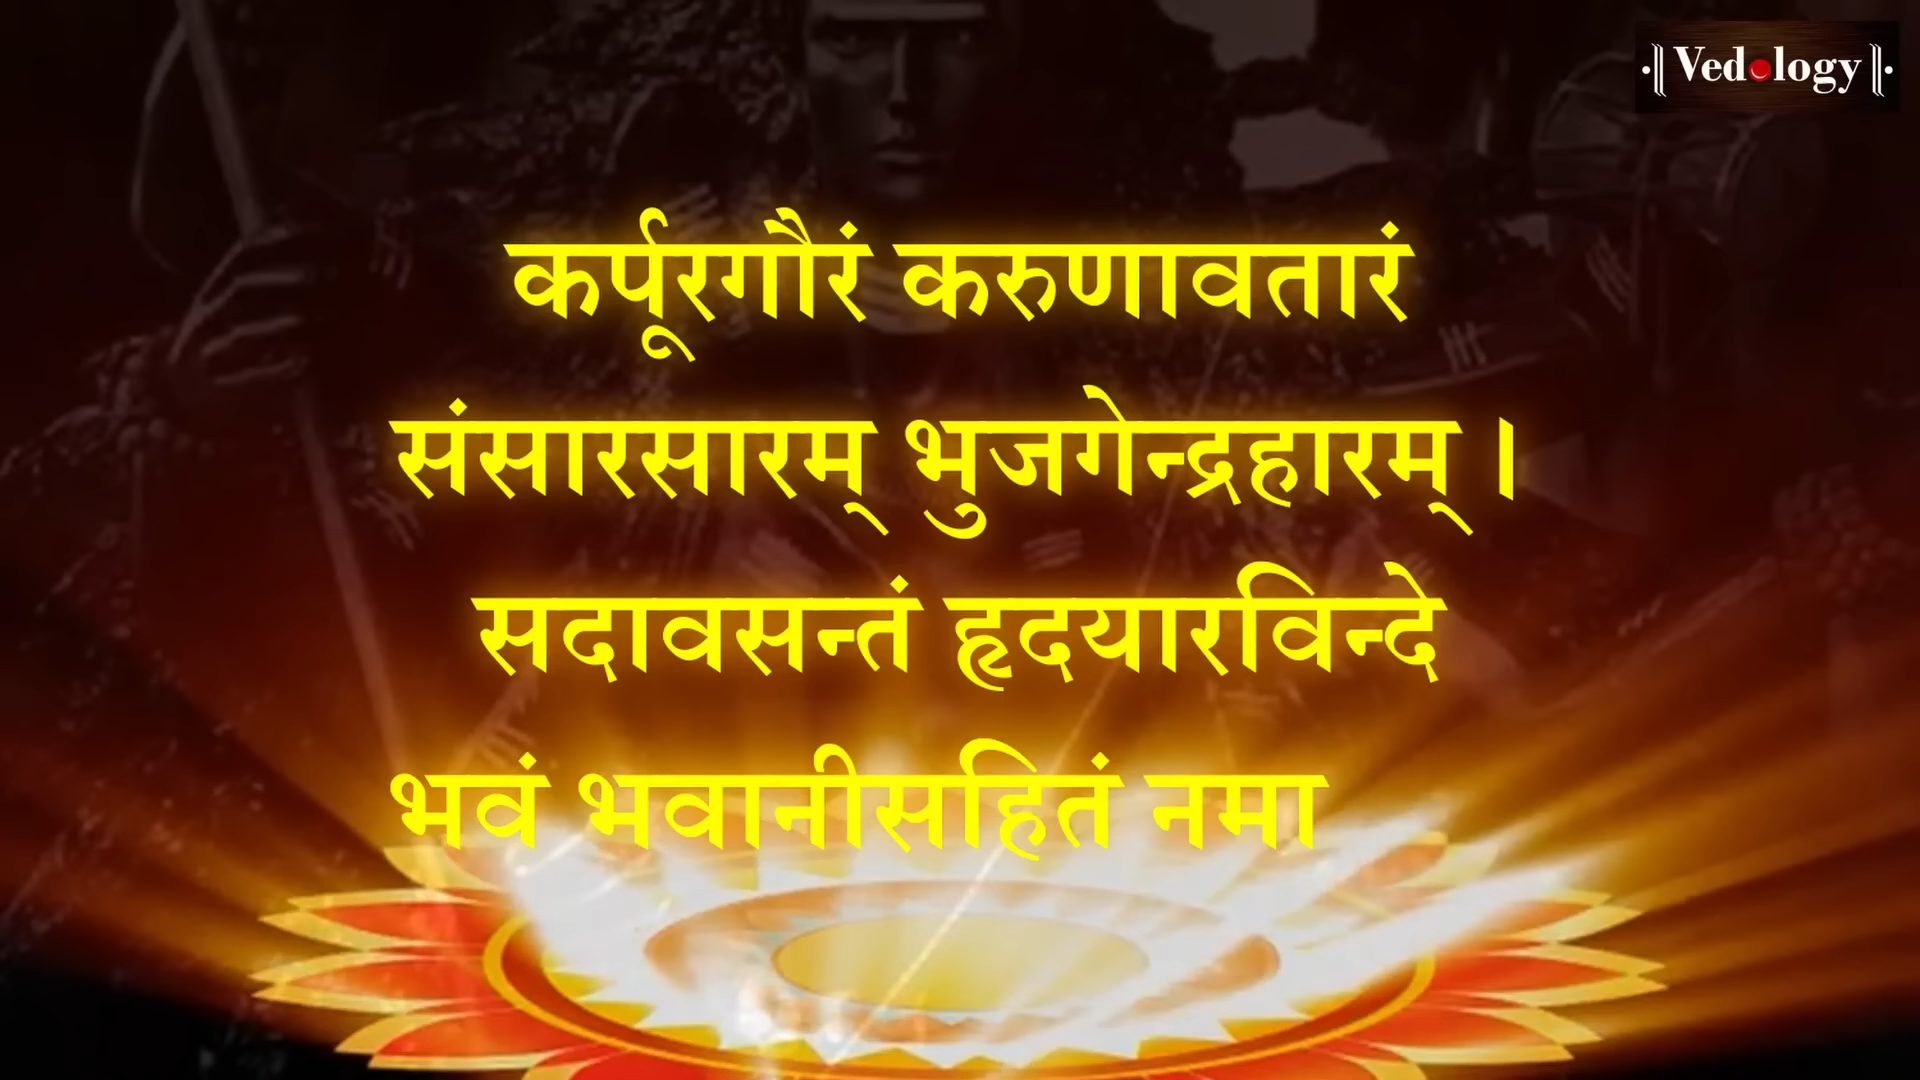 ·॥Vedology॥·
कर्पूरगौरं करुणावतारं
संसारसारम् भुजगेन्द्रहारम् ।
सदावसन्तं हृदयारविन्दे
भवं भवानीसहितं नमा